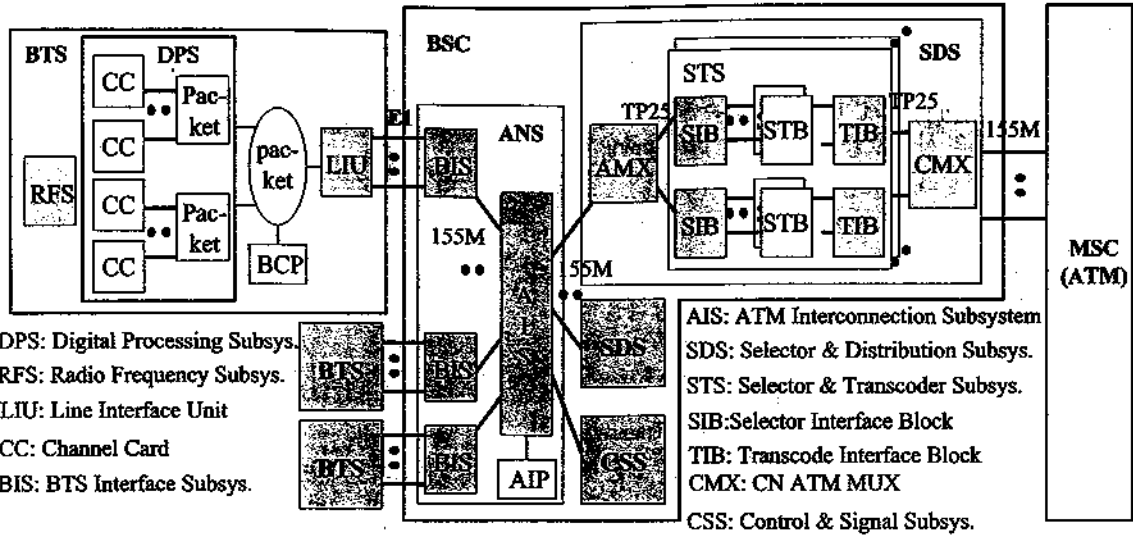 BTS
DPS
CC
CC
CC
CC
Pac-
ket
Pac-
ket
RFS
pac-
ket
BCP
LIU
E1
BSC
ANS
BIS
155M
BIS
BIS
AIP
BTS
BTS
155M
SDS
CSS
SDS
STS
TP25
AMX
SIB
STB
TIB
SIB
STB
TIB
TP25
CMX
155M
MSC
(ATM)
DPS: Digital Processing Subsys.
RFS: Radio Frequency Subsys.
LIU: Line Interface Unit
CC: Channel Card
BIS: BTS Interface Subsys.
AIS: ATM Interconnection Subsystem
SDS: Selector & Distribution Subsys.
STS: Selector & Transcoder Subsys.
SIB:Selector Interface Block
TIB: Transcode Interface Block
CMX: CN ATM MUX
CSS: Control & Signal Subsys.